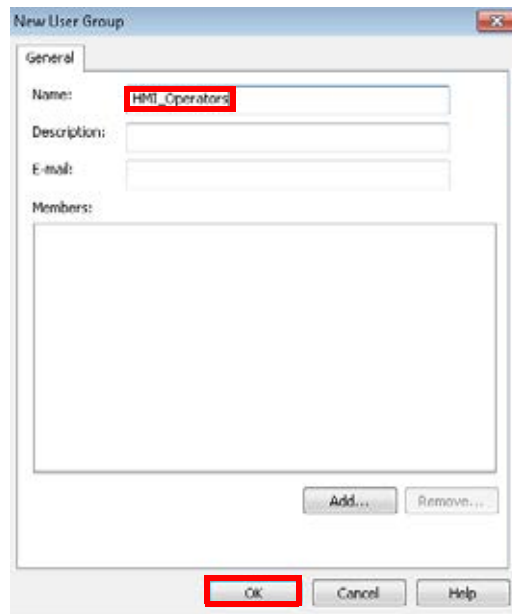 New User Group
General
Name: HMI_Operators
Description:
E-mail:
Members:
Add... Remove...
OK Cancel Help